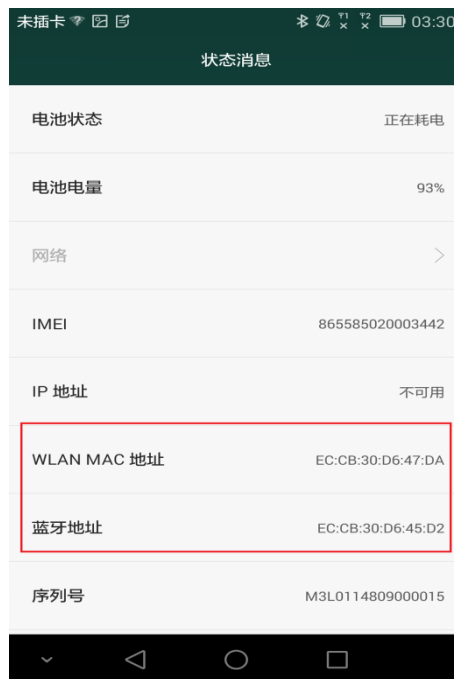 未插卡 03:30
状态消息
电池状态 正在耗电
电池电量 93%
网络
IMEI 865585020003442
IP 地址 不可用
WLAN MAC 地址 EC:CB:30:D6:47:DA
蓝牙地址 EC:CB:30:D6:45:D2
序列号 M3L0114809000015